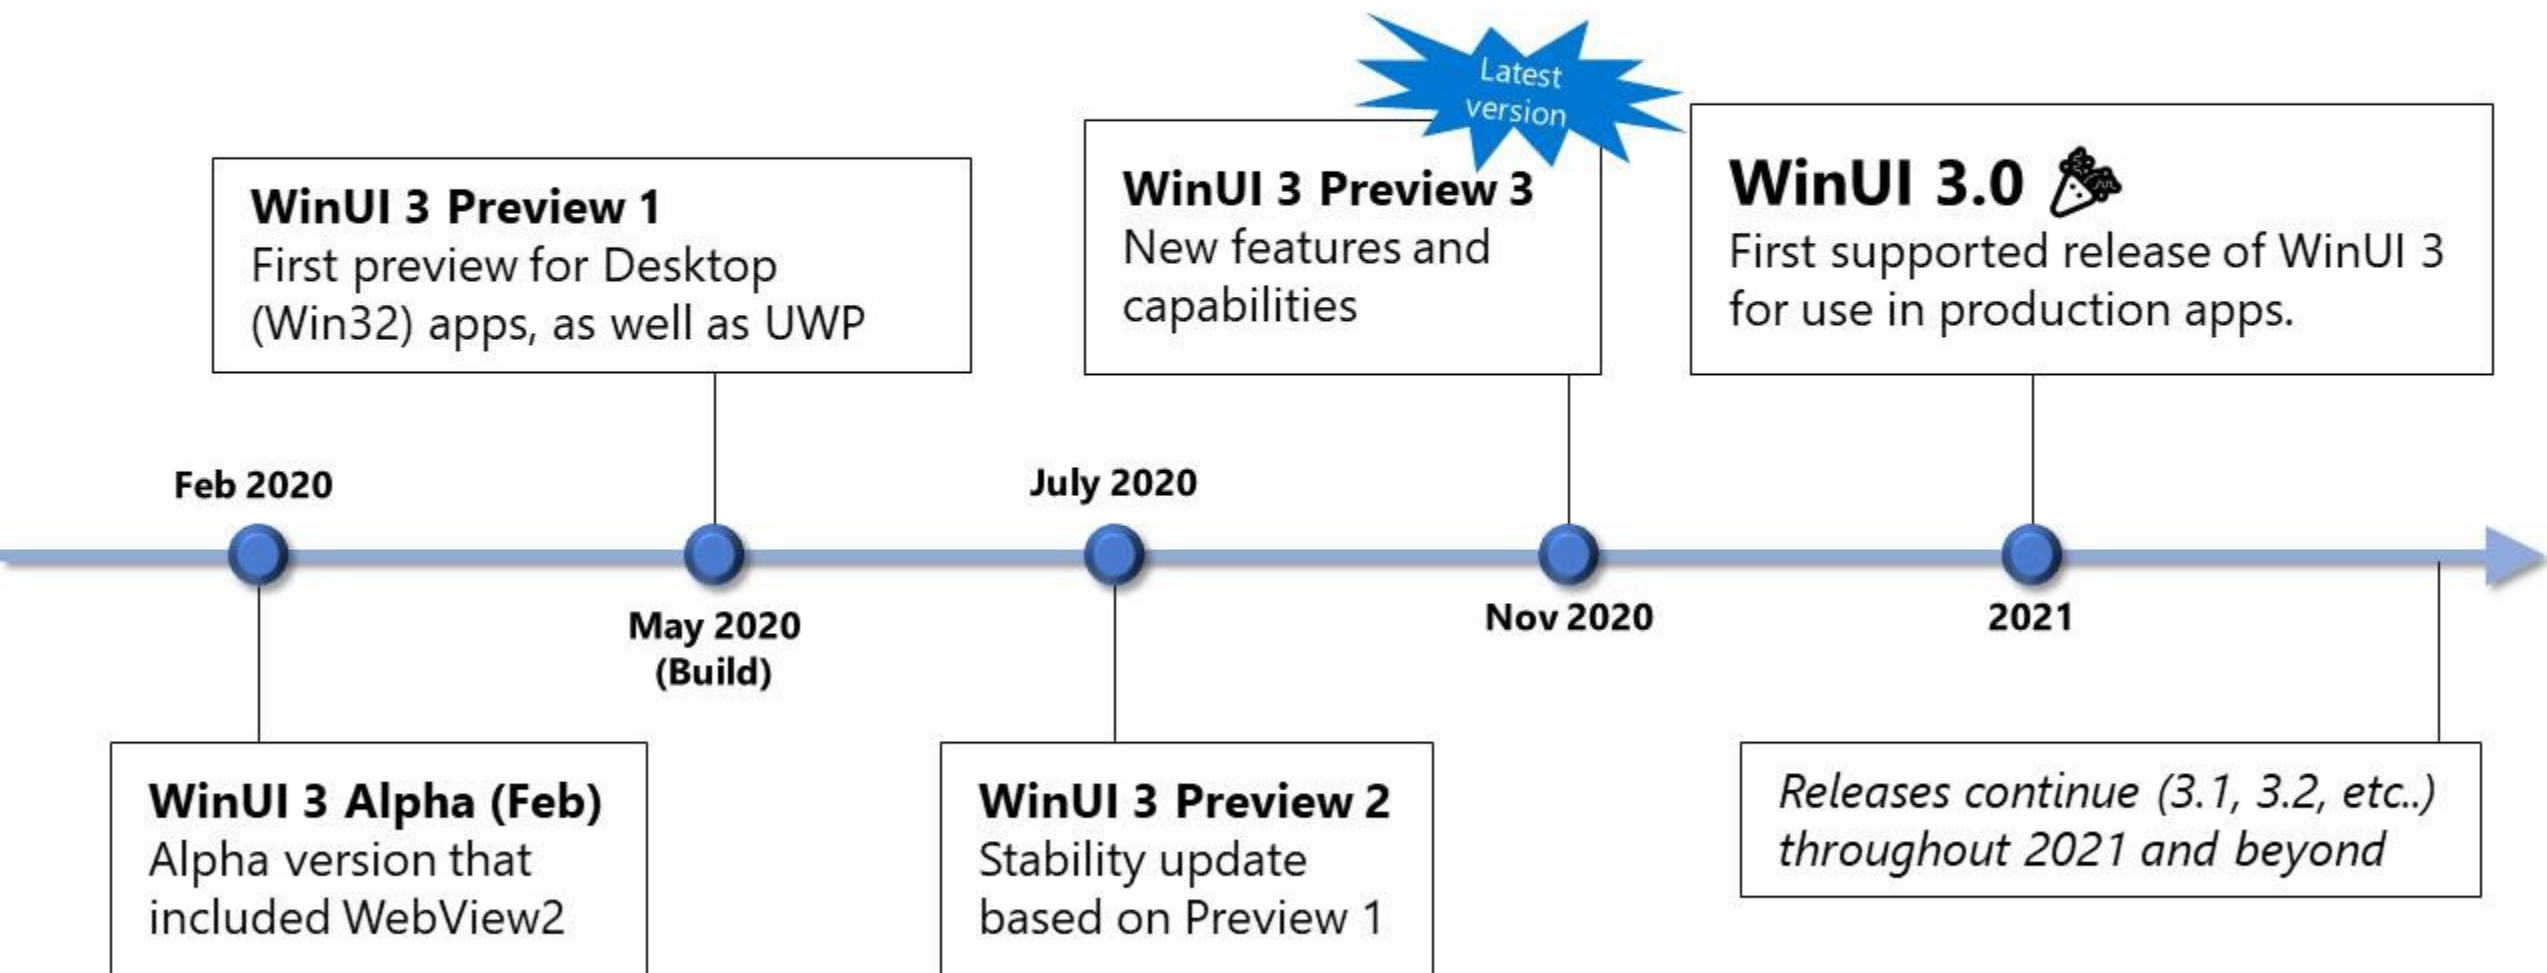 Latest
version
WinUI 3 Preview 1
First preview for Desktop
(Win32) apps, as well as UWP
WinUI 3 Preview 3
New features and
capabilities
WinUI 3.0
First supported release of WinUI 3
for use in production apps.
Feb 2020
May 2020
(Build)
July 2020
Nov 2020
2021
WinUI 3 Alpha (Feb)
Alpha version that
included WebView2
WinUI 3 Preview 2
Stability update
based on Preview 1
Releases continue (3.1, 3.2, etc..)
throughout 2021 and beyond